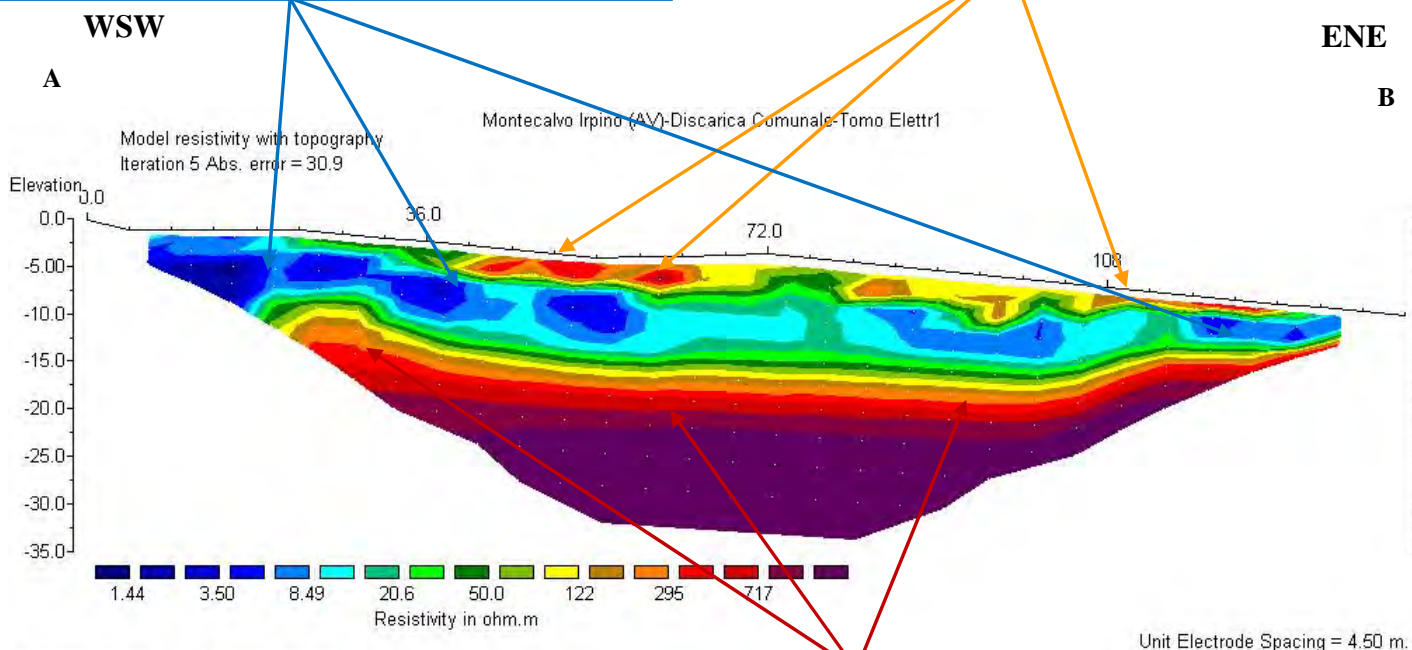 WSW
ENE
A
B
Montecalvo Irpino (AV)-Discarica Comunale-Tomo Elettr1
Model resistivity with topography
Iteration 5 Abs. error = 30.9
Elevation
0.0
36.0
72.0
108
0.0
-5.00
-10.0
-15.0
-20.0
-25.0
-30.0
-35.0
1.44 3.50 8.49 20.6 50.0 122 295 717
Resistivity in ohm.m
Unit Electrode Spacing = 4.50 m.